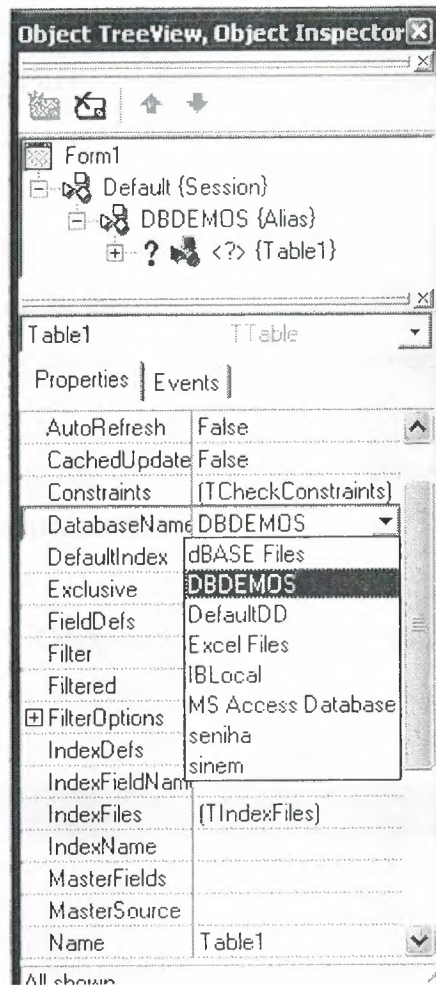 Object TreeView, Object Inspector
Form1
Default {Session}
DBDEMOS {Alias}
? <?> {Table1}
Table1 TTable
Properties Events
AutoRefresh False
CachedUpdate False
Constraints (TCheckConstraints)
DatabaseName DBDEMOS
DefaultIndex dBASE Files
Exclusive DBDEMOS
FieldDefs DefaultDD
Filter Excel Files
Filtered IBLocal
FilterOptions MS Access Database
IndexDefs seniha
IndexFieldNam sinem
IndexFiles (TIndexFiles)
IndexName
MasterFields
MasterSource
Name Table1
All shown